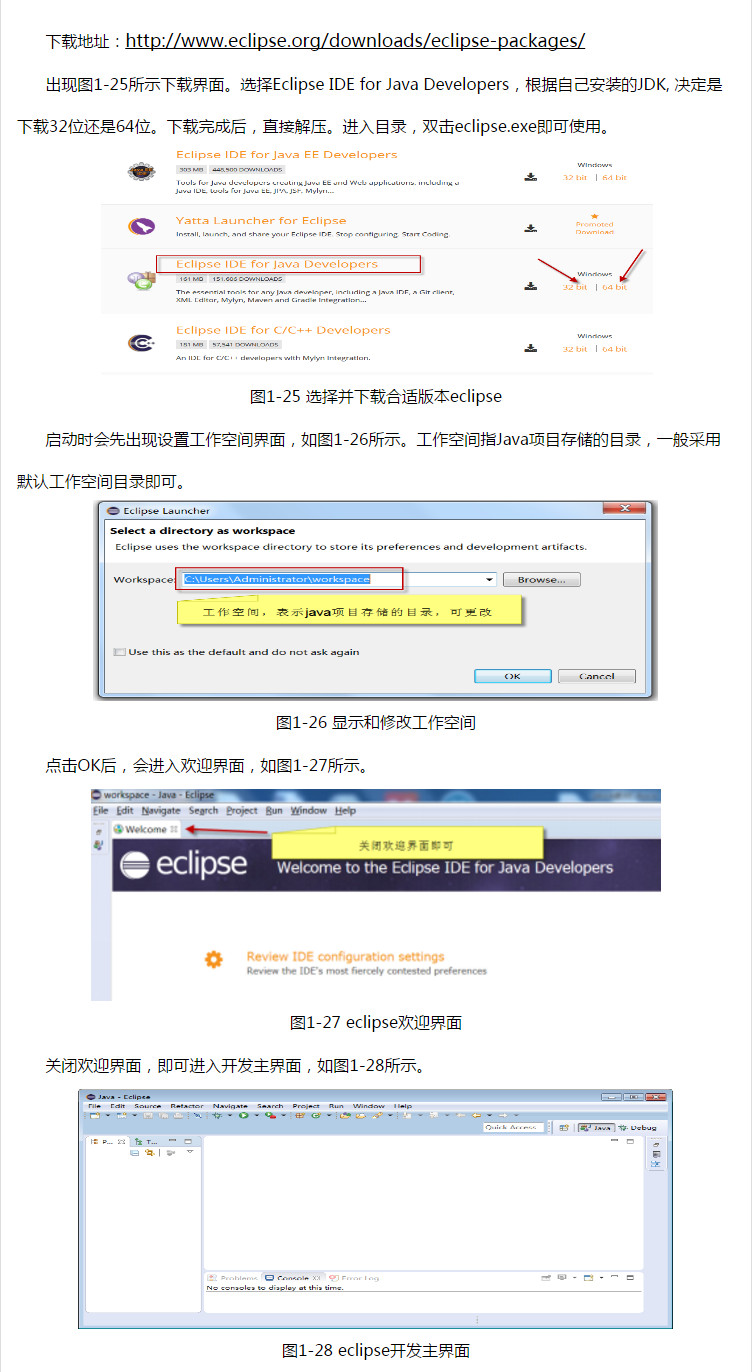 下载地址：http://www.eclipse.org/downloads/eclipse-packages/
出现图1-25所示下载界面。选择Eclipse IDE for Java Developers，根据自己安装的JDK, 决定是
下载32位还是64位。下载完成后，直接解压。进入目录，双击eclipse.exe即可使用。
Eclipse IDE for Java EE Developers
303 MB 448,500 DOWNLOADS
Tools for Java developers creating Java EE and Web applications, including a
Java IDE, tools for Java EE, JPA, JSF, Mylyn...
Windows
32 bit | 64 bit
Yatta Launcher for Eclipse
Install, launch, and share your Eclipse IDE. Stop configuring. Start Coding.
Promoted
Download
Eclipse IDE for Java Developers
161 MB 151,606 DOWNLOADS
The essential tools for any Java developer, including a Java IDE, a Git client,
XML Editor, Mylyn, Maven and Gradle integration...
Windows
32 bit | 64 bit
Eclipse IDE for C/C++ Developers
181 MB 57,541 DOWNLOADS
An IDE for C/C++ developers with Mylyn integration.
Windows
32 bit | 64 bit
图1-25 选择并下载合适版本eclipse
启动时会先出现设置工作空间界面，如图1-26所示。工作空间指Java项目存储的目录，一般采用
默认工作空间目录即可。
Eclipse Launcher
Select a directory as workspace
Eclipse uses the workspace directory to store its preferences and development artifacts.
Workspace: C:\Users\Administrator\workspace Browse...
工作空间，表示java项目存储的目录，可更改
Use this as the default and do not ask again
OK Cancel
图1-26 显示和修改工作空间
点击OK后，会进入欢迎界面，如图1-27所示。
workspace - Java - Eclipse
File Edit Navigate Search Project Run Window Help
Welcome
关闭欢迎界面即可
eclipse Welcome to the Eclipse IDE for Java Developers
Review IDE configuration settings
Review the IDE's most fiercely contested preferences
图1-27 eclipse欢迎界面
关闭欢迎界面，即可进入开发主界面，如图1-28所示。
Java - Eclipse
File Edit Source Refactor Navigate Search Project Run Window Help
Quick Access Java Debug
P... T...
Problems Console Error Log
No consoles to display at this time.
图1-28 eclipse开发主界面